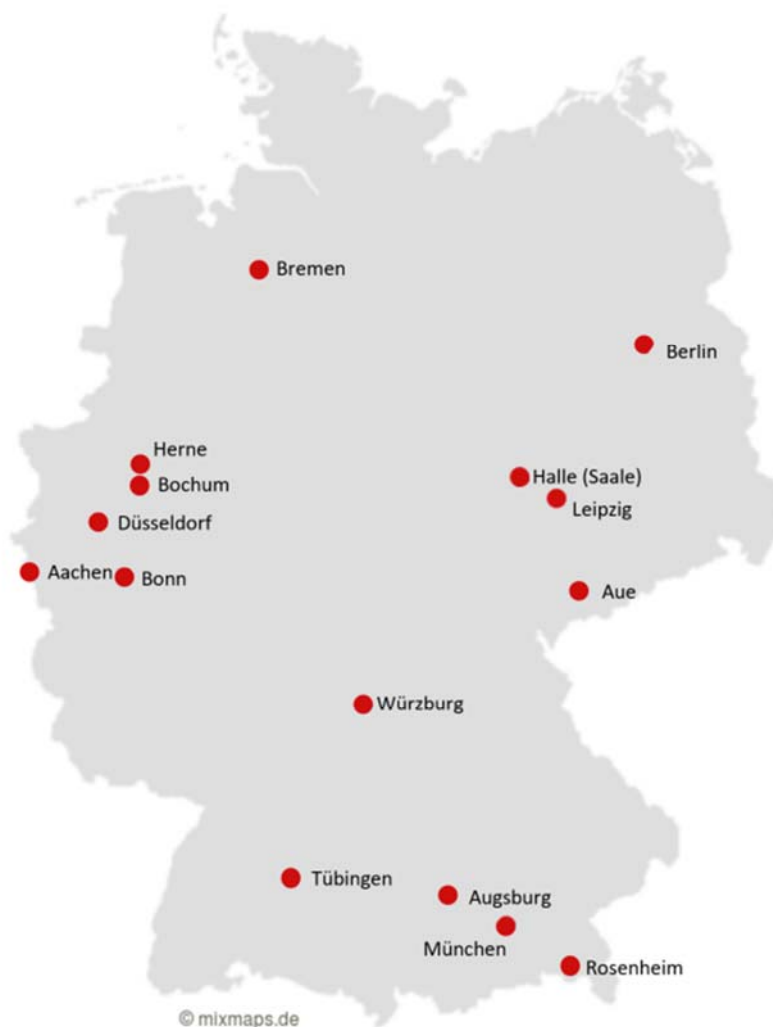 Bremen
Berlin
Herne
Bochum
Halle (Saale)
Leipzig
Düsseldorf
Aachen
Bonn
Aue
Würzburg
Tübingen
Augsburg
München
Rosenheim
© mixmaps.de